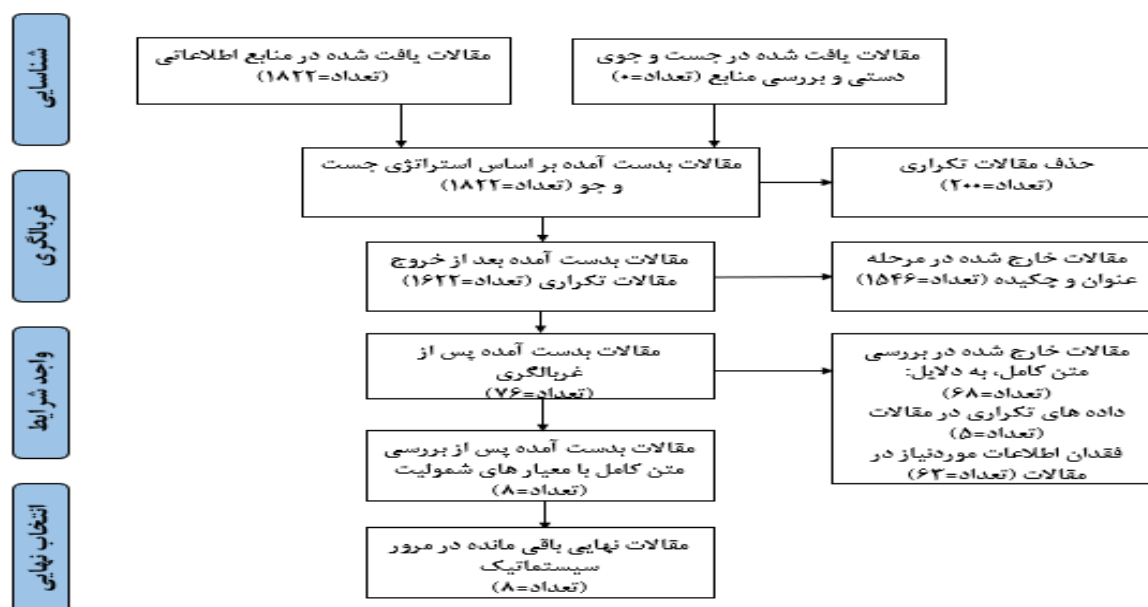 شناسایی
مقالات یافت شده در جست و جوی
دستی و بررسی منابع (تعداد=۰)
مقالات یافت شده در منابع اطلاعاتی
(تعداد=۱۸۲۲)
غربالگری
مقالات بدست آمده بر اساس استراتژی جست
و جو (تعداد=۱۸۲۲)
حذف مقالات تکراری
(تعداد=۲۰۰)
مقالات بدست آمده بعد از خروج
مقالات تکراری (تعداد=۱۶۲۲)
مقالات خارج شده در مرحله
عنوان و چکیده (تعداد=۱۵۴۶)
واجد شرایط
مقالات بدست آمده پس از
غربالگری
(تعداد=۷۶)
مقالات خارج شده در بررسی
متن کامل، به دلایل:
(تعداد=۶۸)
داده های تکراری در مقالات
(تعداد=۵)
فقدان اطلاعات موردنیاز در
مقالات (تعداد=۶۳)
مقالات بدست آمده پس از بررسی
متن کامل با معیار های شمولیت
(تعداد=۸)
انتخاب نهایی
مقالات نهایی باقی مانده در مرور
سیستماتیک
(تعداد=۸)